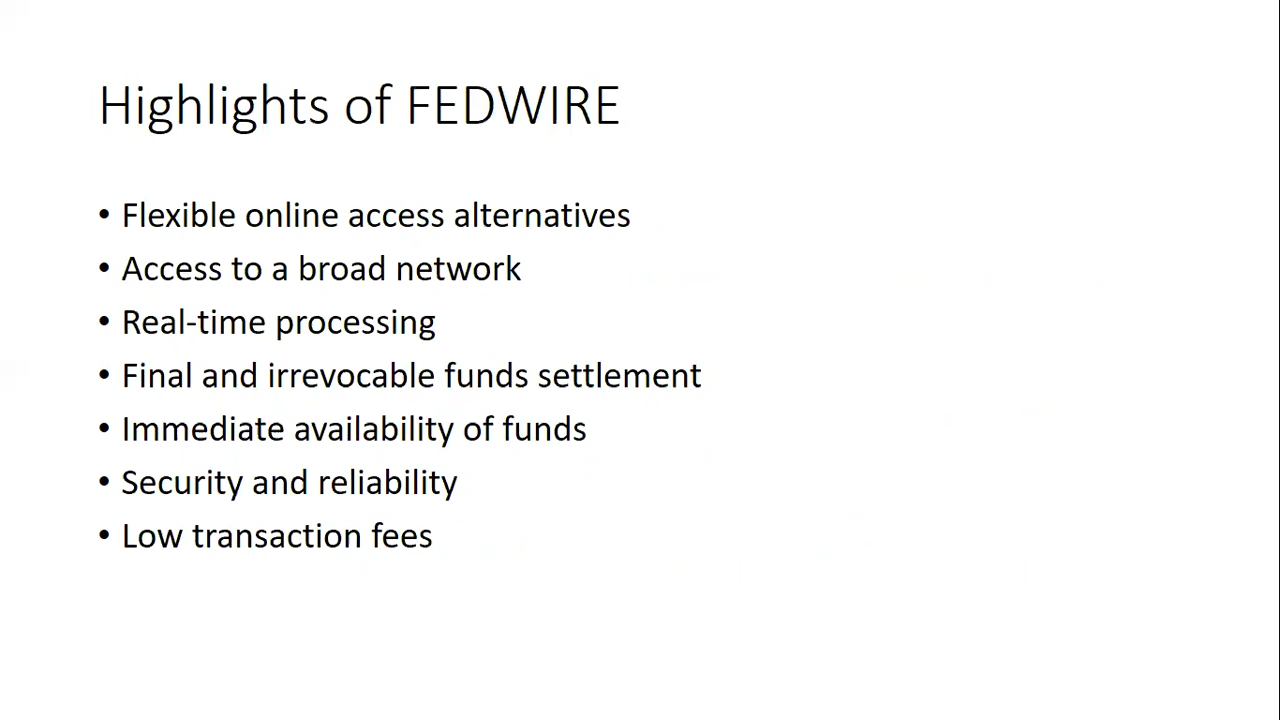 Highlights of FEDWIRE
• Flexible online access alternatives
• Access to a broad network
• Real-time processing
• Final and irrevocable funds settlement
• Immediate availability of funds
• Security and reliability
• Low transaction fees